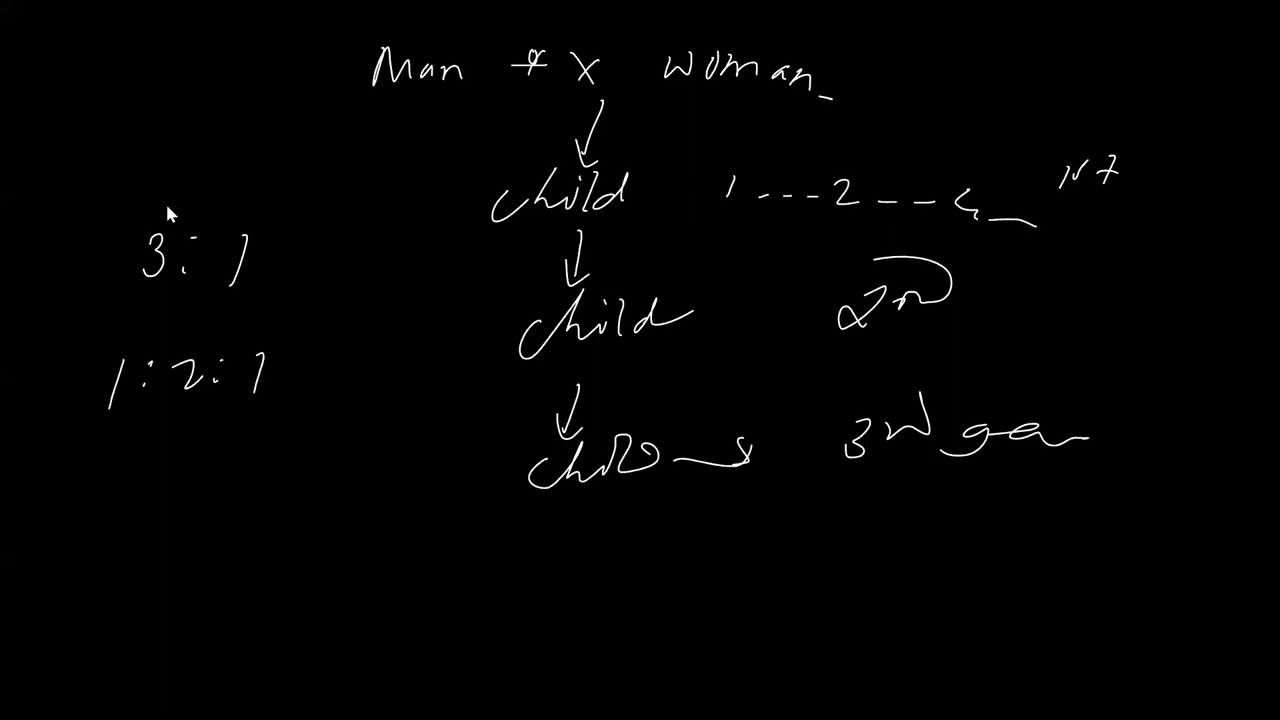 Man + x woman
child 1---2--4
child 2nd
3rd gen
3:1
1:2:1